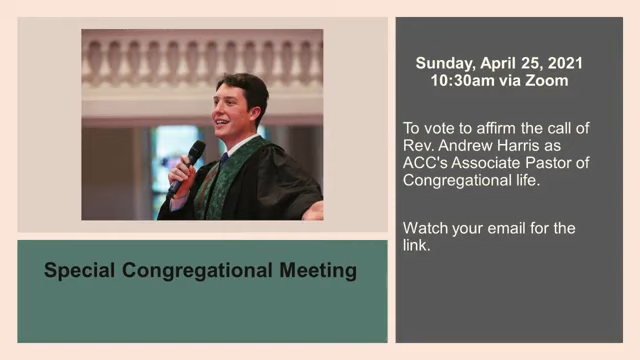 Special Congregational Meeting
Sunday, April 25, 2021
10:30am via Zoom
To vote to affirm the call of
Rev. Andrew Harris as
ACC's Associate Pastor of
Congregational life.
Watch your email for the
link.